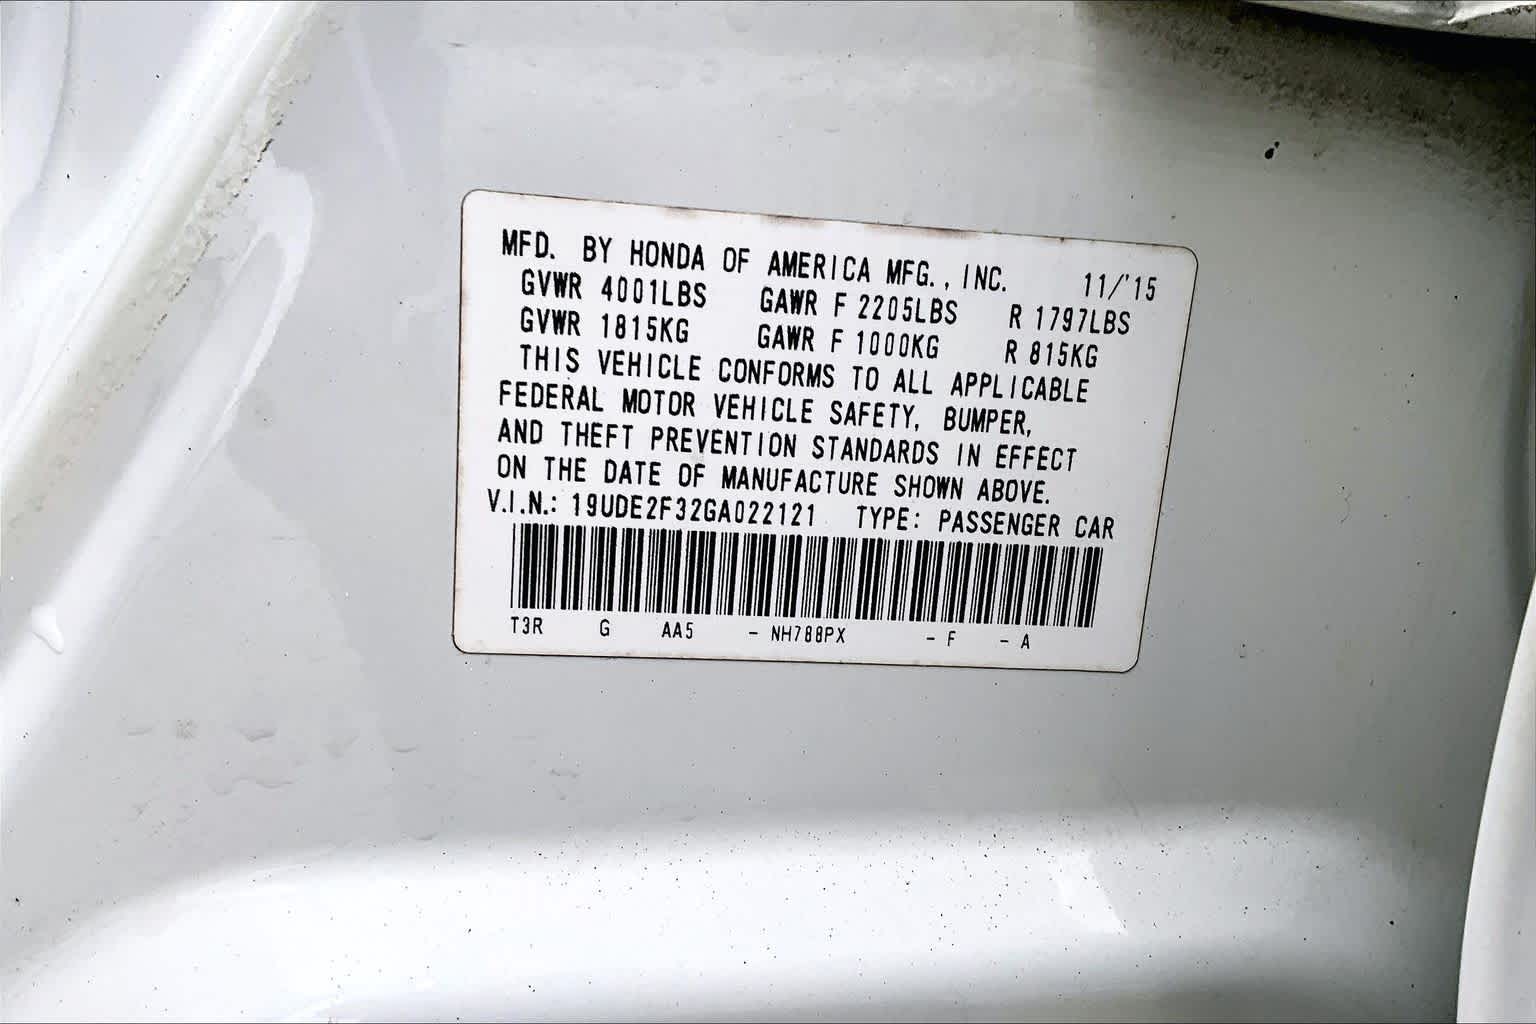 MFD. BY HONDA OF AMERICA MFG., INC. 11/'15
GVWR 4001LBS GAWR F 2205LBS R 1797LBS
GVWR 1815KG GAWR F 1000KG R 815KG
THIS VEHICLE CONFORMS TO ALL APPLICABLE
FEDERAL MOTOR VEHICLE SAFETY, BUMPER,
AND THEFT PREVENTION STANDARDS IN EFFECT
ON THE DATE OF MANUFACTURE SHOWN ABOVE.
V.I.N.: 19UDE2F32GA022121 TYPE: PASSENGER CAR
T3R G AA5 - NH788PX - F - A